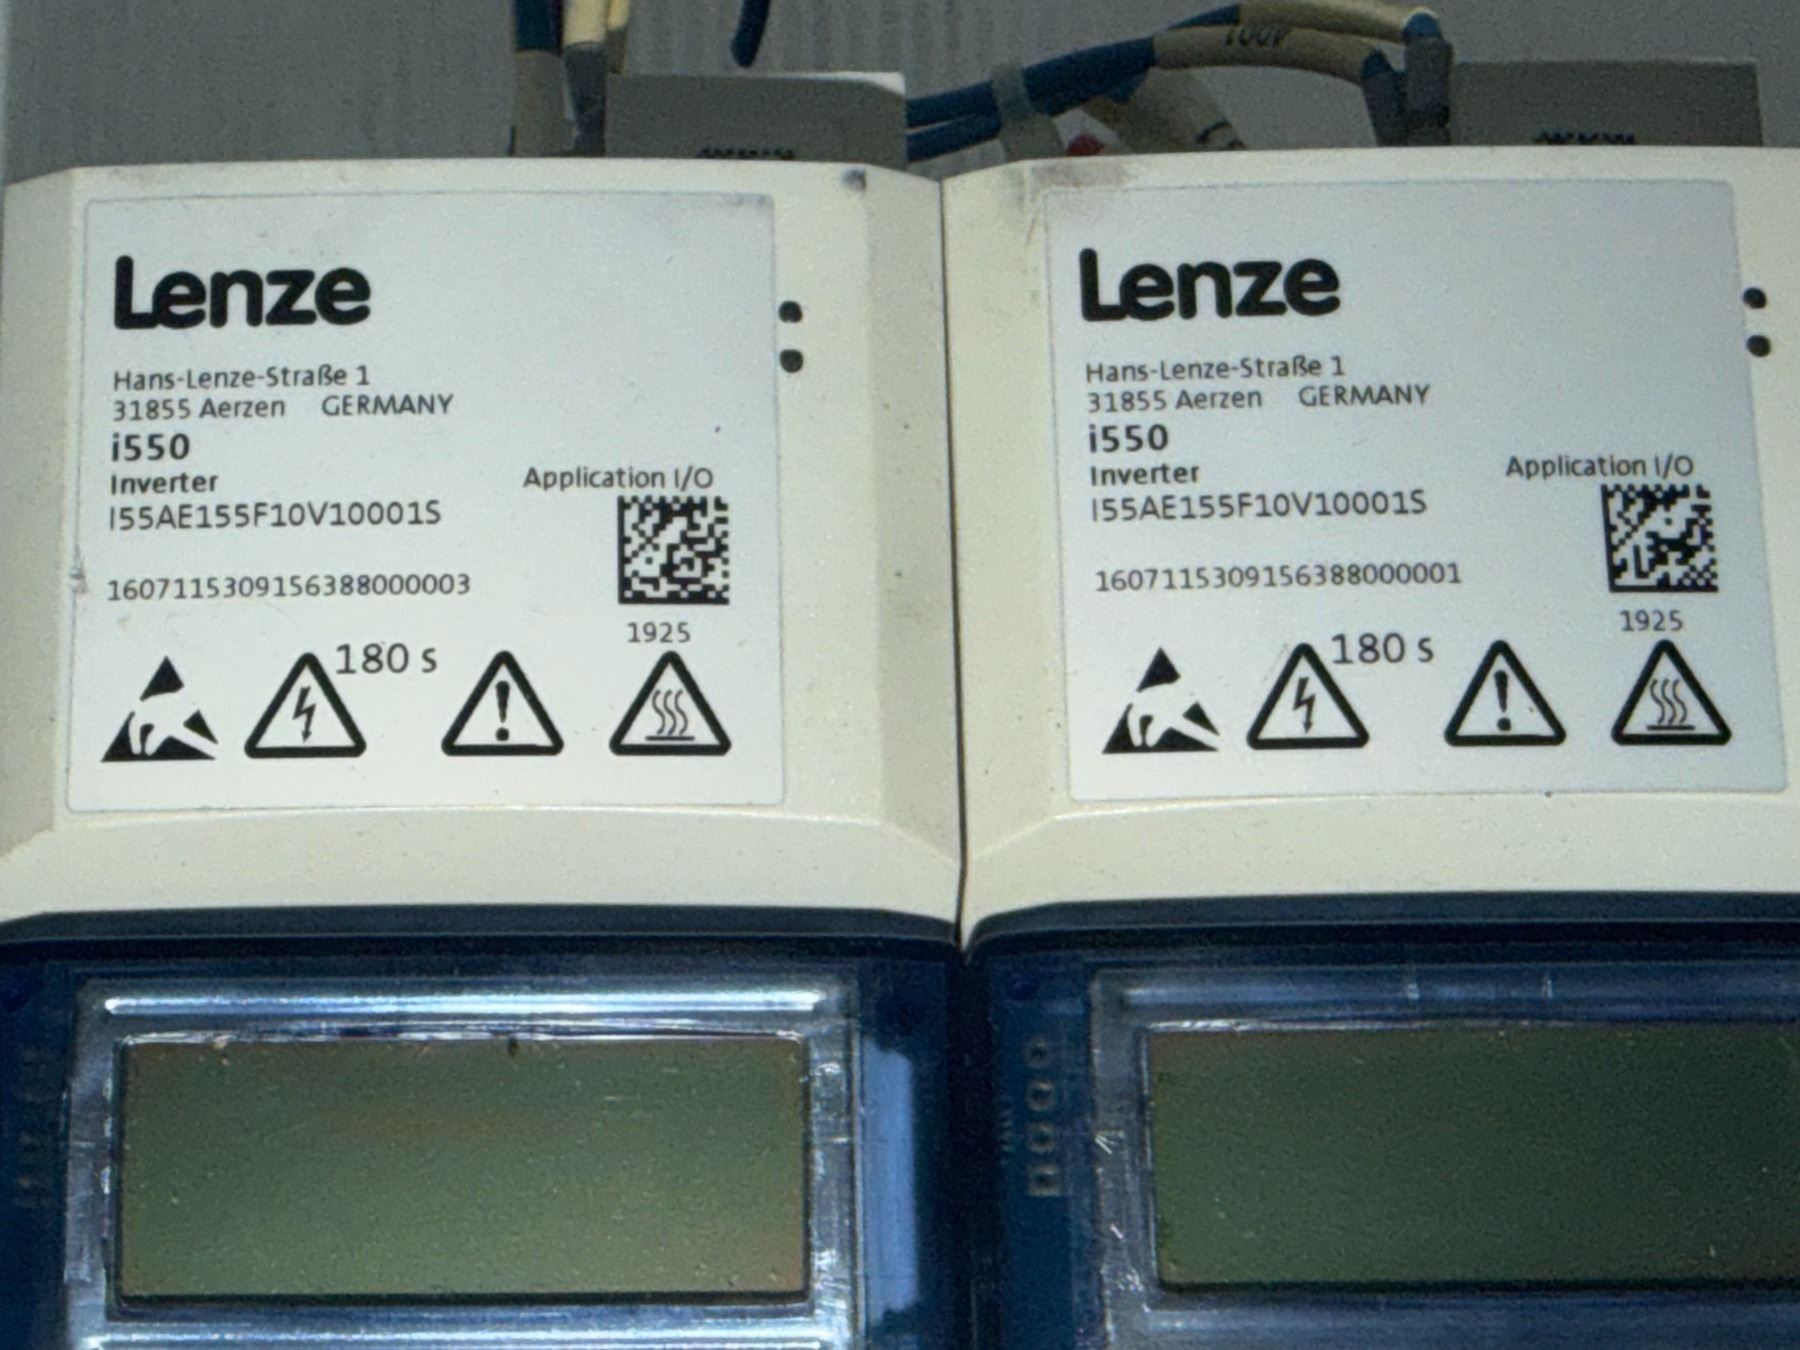 Lenze
Hans-Lenze-Straße 1
31855 Aerzen GERMANY
i550
Inverter
Application I/O
I55AE155F10V10001S
1607115309156388000003
1925
180 s
Lenze
Hans-Lenze-Straße 1
31855 Aerzen GERMANY
i550
Inverter
Application I/O
I55AE155F10V10001S
1607115309156388000001
1925
180 s